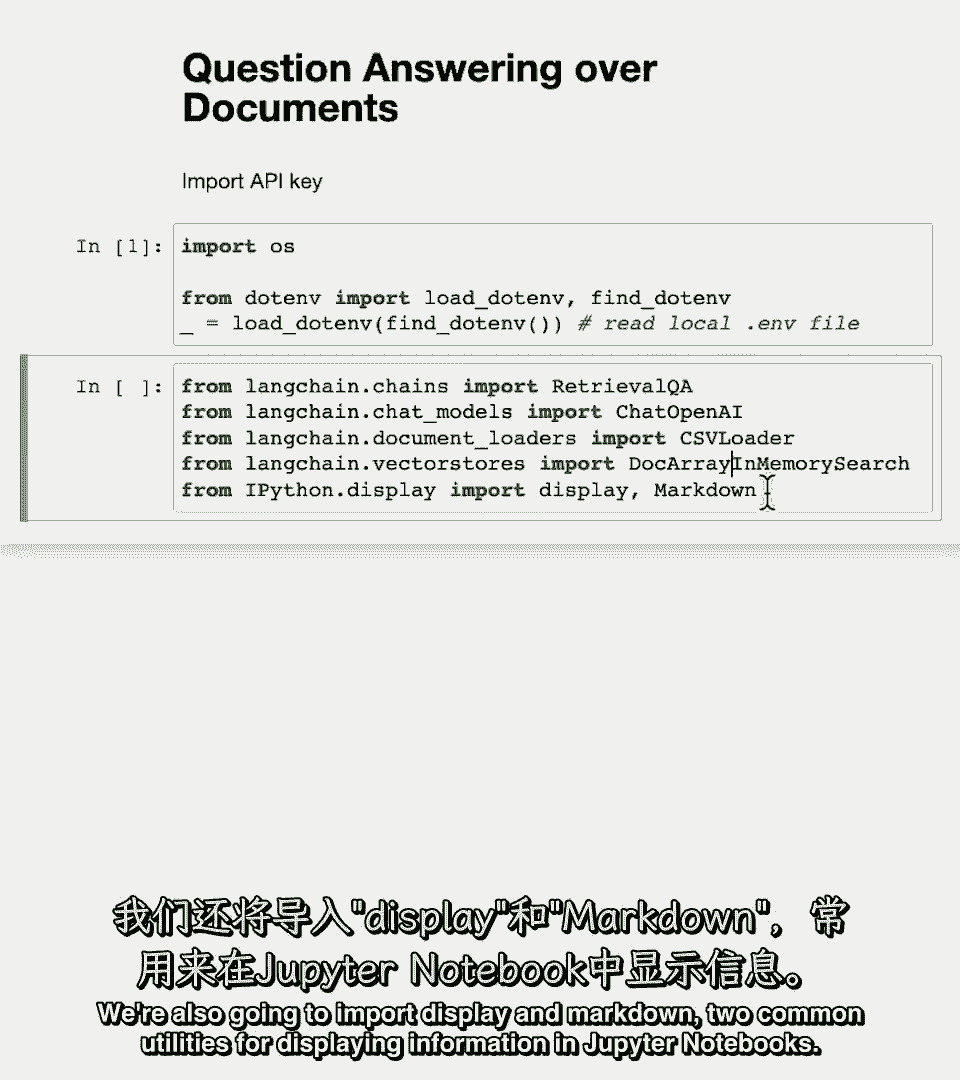 Question Answering over
Documents
Import API key
In [1]:
import os
from dotenv import load_dotenv, find_dotenv
_ = load_dotenv(find_dotenv()) # read local .env file
In [ ]:
from langchain.chains import RetrievalQA
from langchain.chat_models import ChatOpenAI
from langchain.document_loaders import CSVLoader
from langchain.vectorstores import DocArrayInMemorySearch
from IPython.display import display, Markdown
我们还将导入"display"和"Markdown"，常
用来在Jupyter Notebook中显示信息。
We're also going to import display and markdown, two common
utilities for displaying information in Jupyter Notebooks.